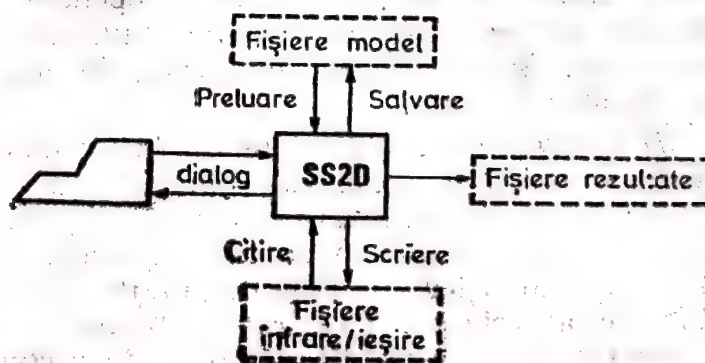 Fişiere model
Preluare Salvare
dialog
SS2D
Fişiere rezultate
Citire Scriere
Fişiere
intrare/ieşire